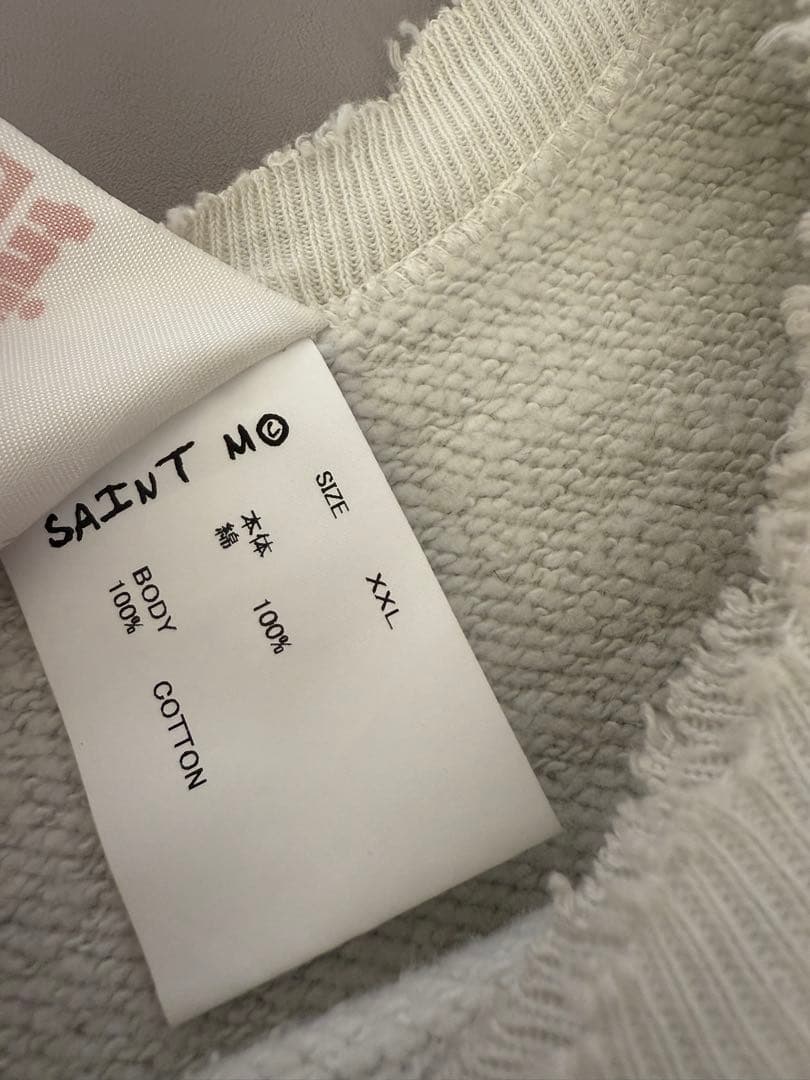 SAINT M©
SIZE XXL
本体 100%
綿
BODY
100% COTTON